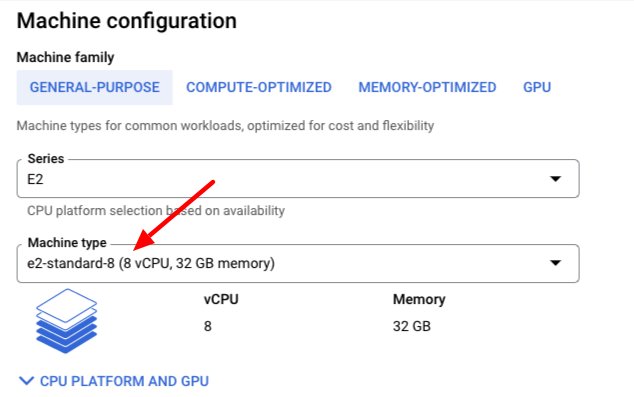 Machine configuration
Machine family
GENERAL-PURPOSE COMPUTE-OPTIMIZED MEMORY-OPTIMIZED GPU
Machine types for common workloads, optimized for cost and flexibility
Series
E2
CPU platform selection based on availability
Machine type
e2-standard-8 (8 vCPU, 32 GB memory)
vCPU Memory
8 32 GB
CPU PLATFORM AND GPU